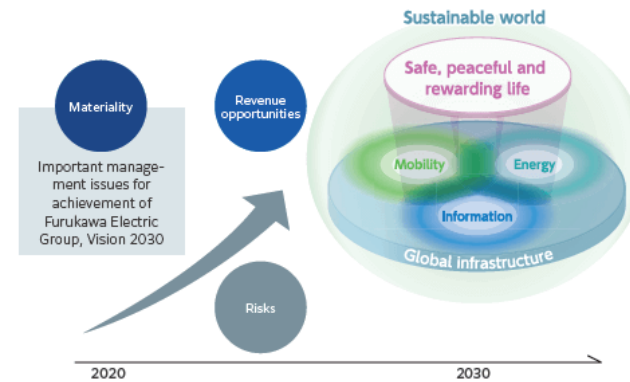 Sustainable world
Safe, peaceful and
rewarding life
Materiality
Revenue
opportunities
Important manage-
ment issues for
achievement of
Furukawa Electric
Group, Vision 2030
Mobility
Energy
Information
Global infrastructure
Risks
2020
2030